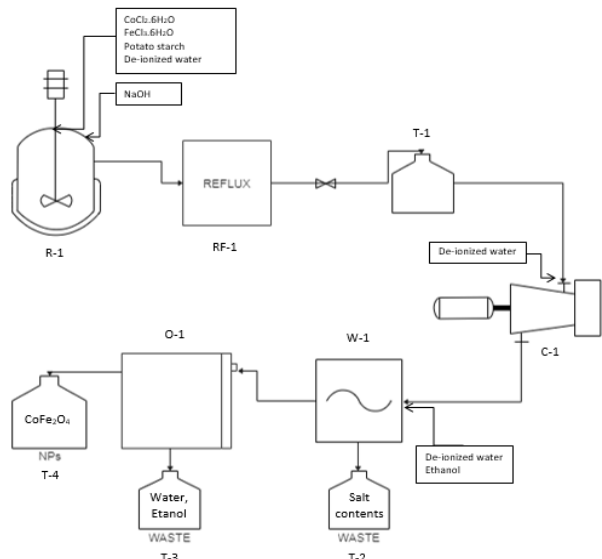 CoCl₂.6H₂O
FeCl₃.6H₂O
Potato starch
De-ionized water
NaOH
T-1
REFLUX
R-1
RF-1
De-ionized water
O-1
W-1
C-1
CoFe₂O₄
NPs
T-4
De-ionized water
Ethanol
Water,
Etanol
Salt
contents
WASTE
WASTE
T-3
T-2